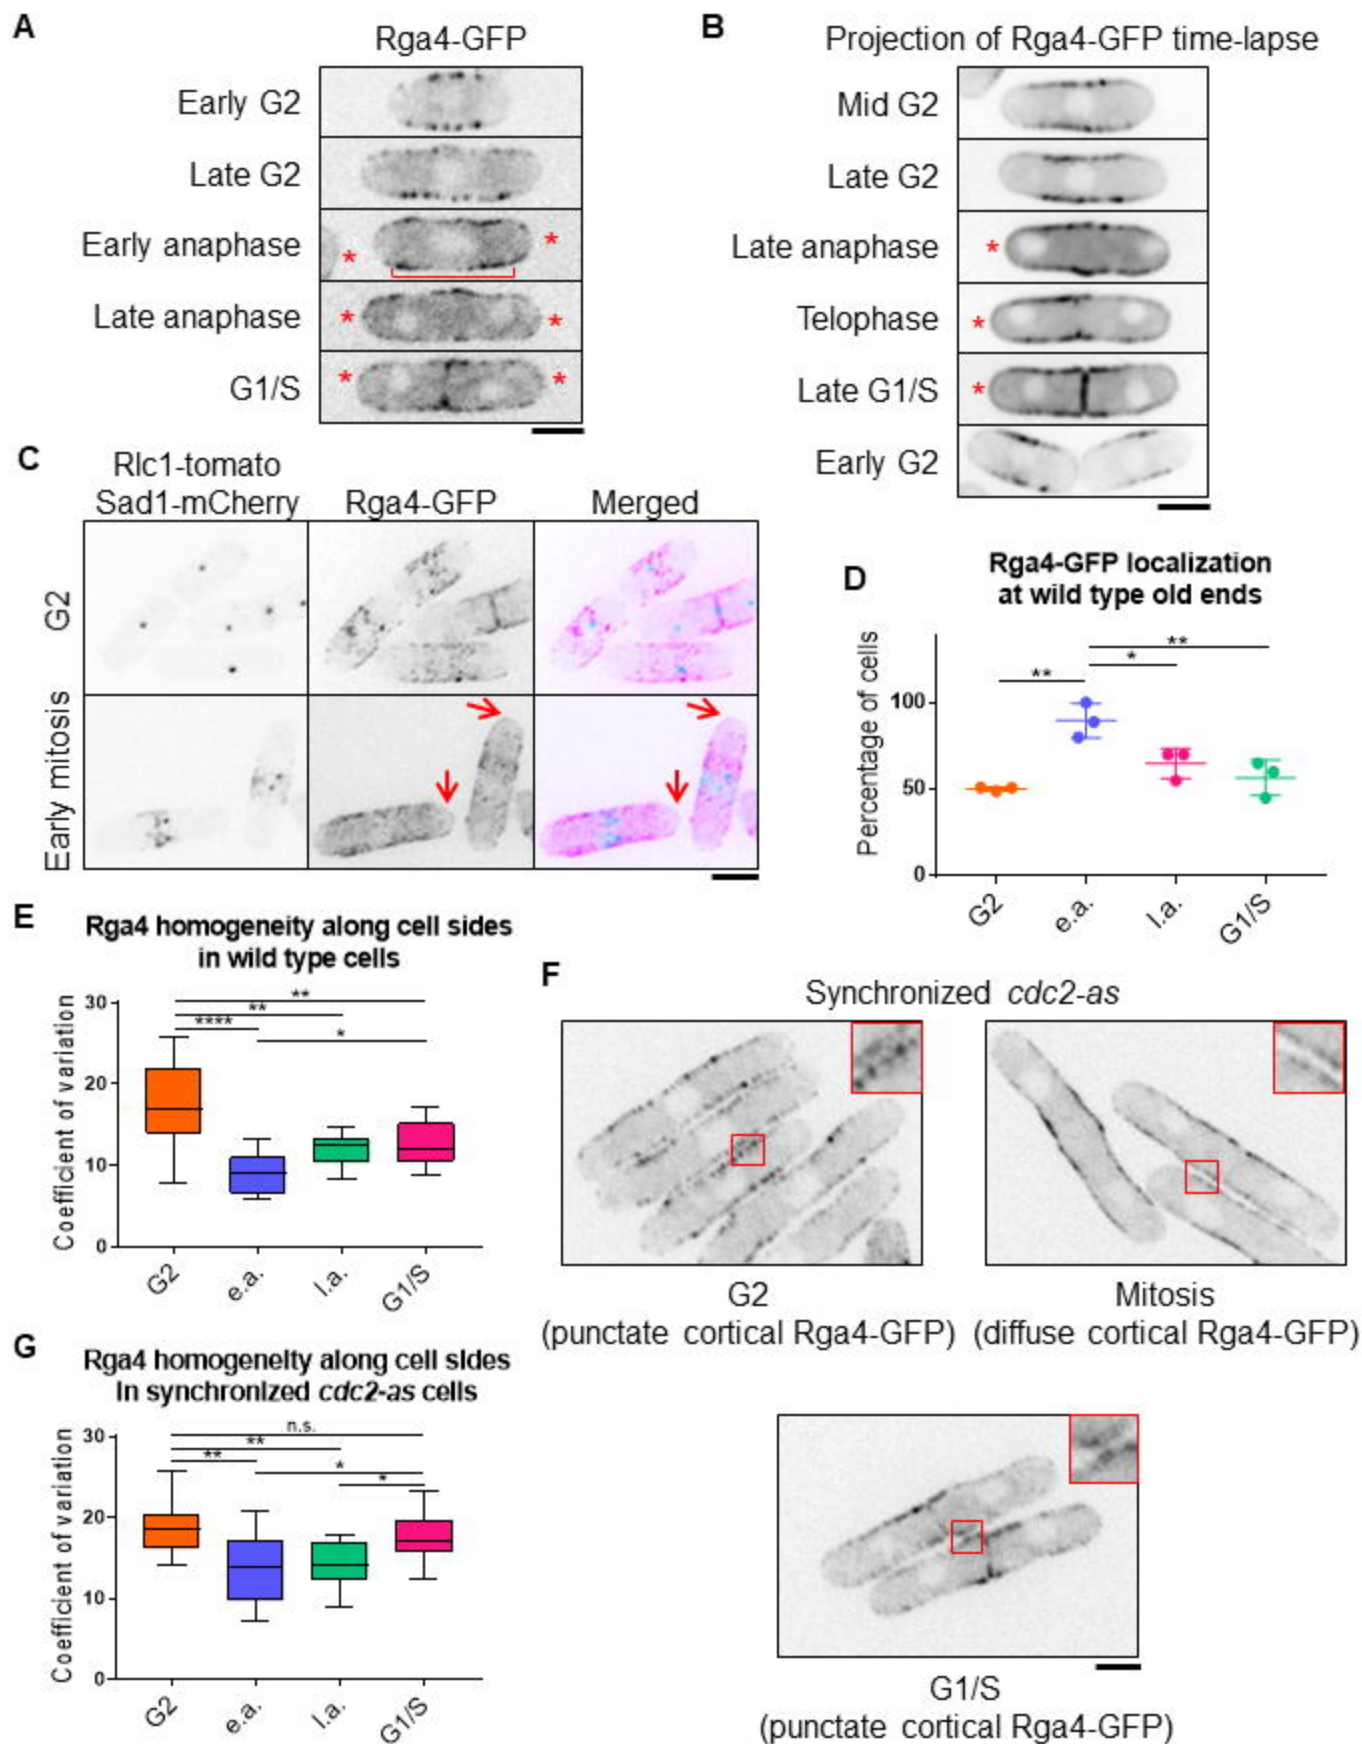 A
Rga4-GFP
Early G2
Late G2
Early anaphase
*
*
Late anaphase
*
*
G1/S
*
*
B
Projection of Rga4-GFP time-lapse
Mid G2
Late G2
Late anaphase
*
Telophase
*
Late G1/S
*
Early G2
C
Rlc1-tomato
Sad1-mCherry
Rga4-GFP
Merged
G2
Early mitosis
D
Rga4-GFP localization
at wild type old ends
Percentage of cells
**
*
**
100
50
0
G2
e.a.
l.a.
G1/S
E
Rga4 homogeneity along cell sides
in wild type cells
Coefficient of variation
30
20
10
0
**
**
****
*
G2
e.a.
l.a.
G1/S
F
Synchronized cdc2-as
G2
(punctate cortical Rga4-GFP)
Mitosis
(diffuse cortical Rga4-GFP)
G1/S
(punctate cortical Rga4-GFP)
G
Rga4 homogeneity along cell sides
in synchronized cdc2-as cells
Coefficient of variation
30
20
10
0
n.s.
**
**
*
*
G2
e.a.
l.a.
G1/S